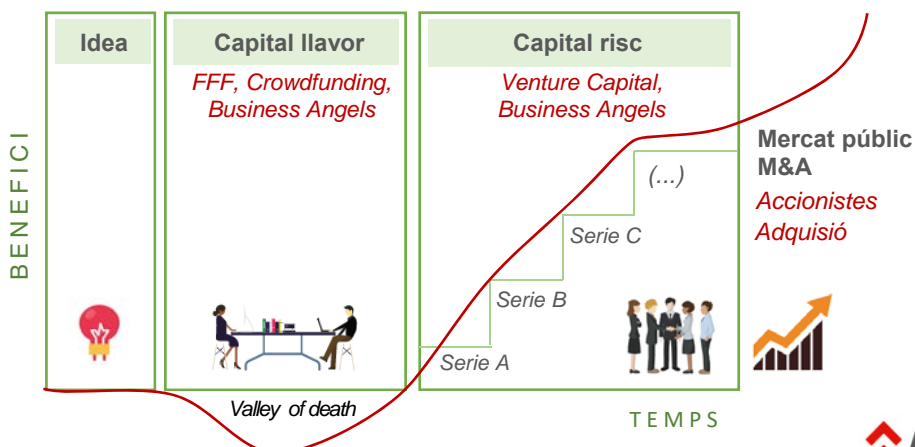 Idea
Capital llavor
FFF, Crowdfunding,
Business Angels
Capital risc
Venture Capital,
Business Angels
BENEFICI
Mercat públic
M&A
Accionistes
Adquisió
(...)
Serie C
Serie B
Serie A
Valley of death
TEMPS